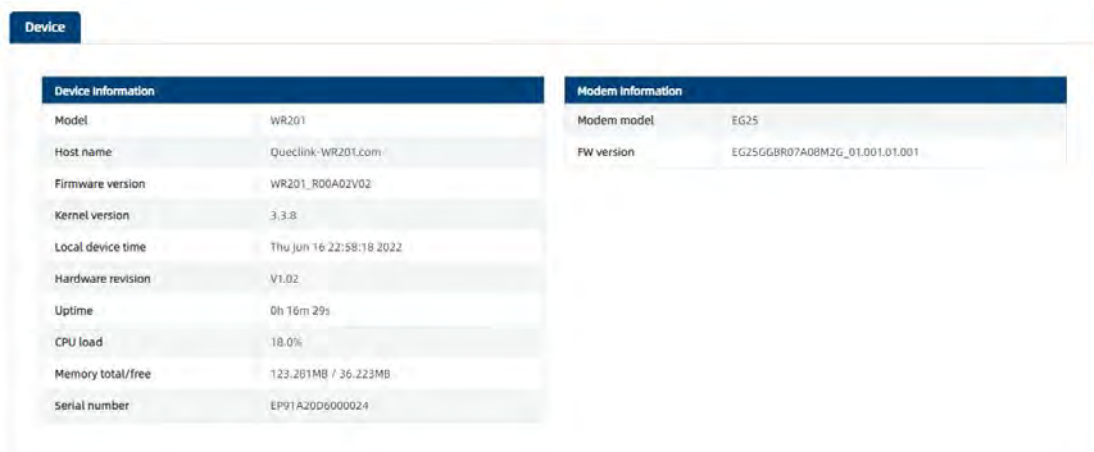 Device
Device Information
Model WR201
Host name Queclink-WR201.com
Firmware version WR201_R00A02V02
Kernel version 3.3.8
Local device time Thu Jun 16 22:58:18 2022
Hardware revision V1.02
Uptime 0h 16m 29s
CPU load 18.0%
Memory total/free 123.281MB / 36.223MB
Serial number EP91A20D6000024
Modem Information
Modem model EG25
FW version EG25GGBR07A08M2G_01.001.01.001